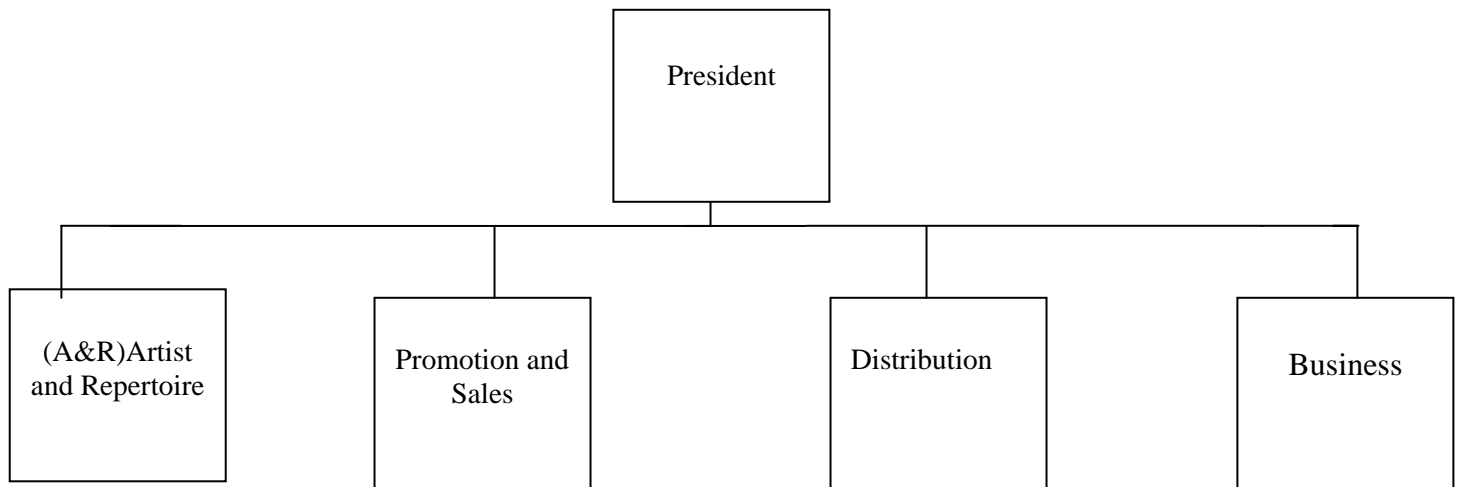 President
(A&R)Artist
and Repertoire
Promotion and
Sales
Distribution
Business